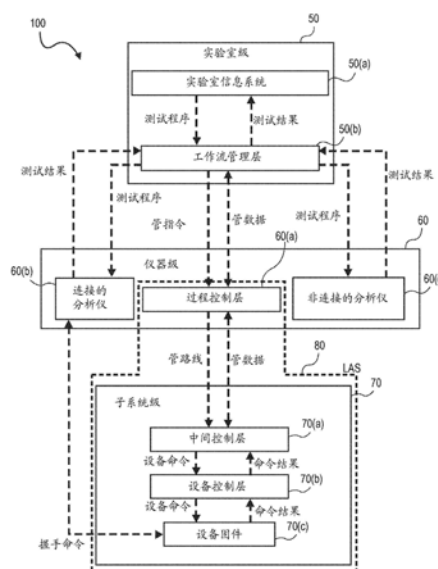 100
50
实验室级
50(a)
实验室信息系统
测试程序
测试结果
50(b)
工作流管理层
测试结果
测试程序
管指令
管数据
测试程序
测试结果
60(a)
60
仪器级
60(b)
连接的
分析仪
过程控制层
非连接的分析仪
管路线
管数据
80
LAS
70
子系统级
70(a)
中间控制层
设备命令
命令结果
70(b)
设备控制层
设备命令
命令结果
握手命令
设备固件
70(c)